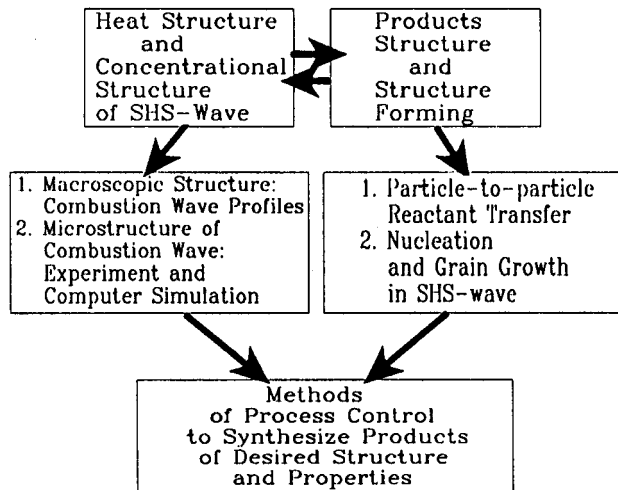 Heat Structure
and
Concentrational
Structure
of SHS-Wave
Products
Structure
and
Structure
Forming
1. Macroscopic Structure:
Combustion Wave Profiles
2. Microstructure of
Combustion Wave:
Experiment and
Computer Simulation
1. Particle-to-particle
Reactant Transfer
2. Nucleation
and Grain Growth
in SHS-wave
Methods
of Process Control
to Synthesize Products
of Desired Structure
and Properties